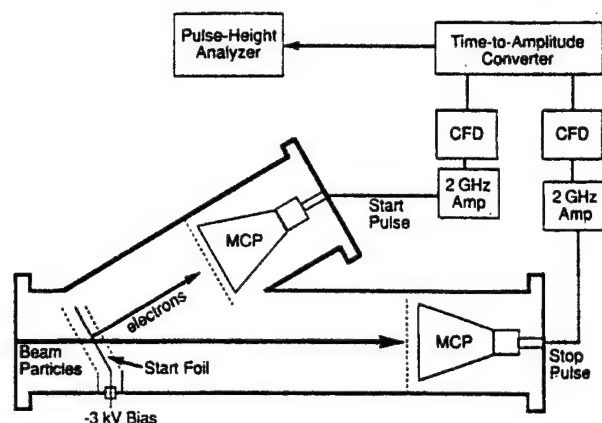 Pulse-Height
Analyzer
Time-to-Amplitude
Converter
CFD
CFD
2 GHz
Amp
2 GHz
Amp
Start
Pulse
MCP
electrons
MCP
Beam
Particles
Start Foil
Stop
Pulse
-3 kV Bias